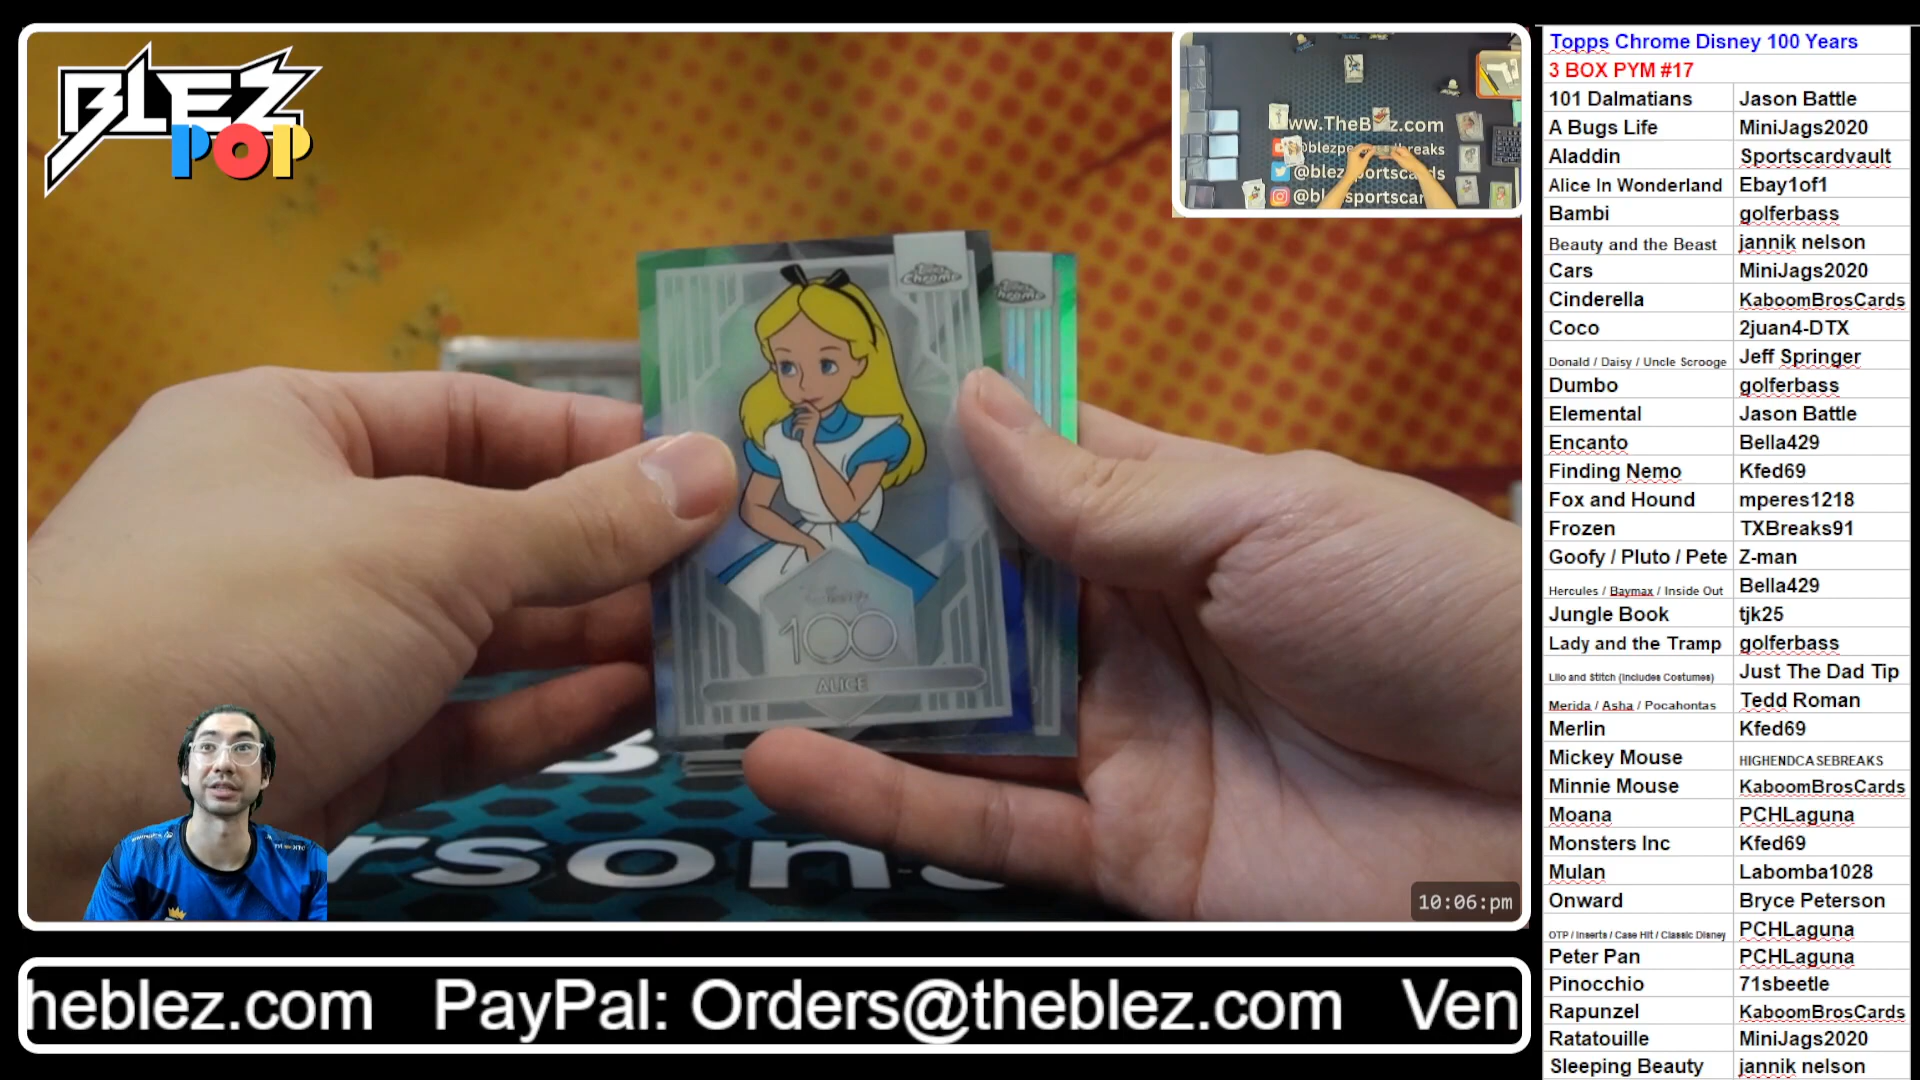 BLEZ
POP
www.TheBlez.com
@blezsportscards
Topps
Chrome
Disney
100
ALICE
10:06:pm
heblez.com PayPal: Orders@theblez.com Ven
Topps Chrome Disney 100 Years
3 BOX PYM #17
101 Dalmatians Jason Battle
A Bugs Life MiniJags2020
Aladdin Sportscardvault
Alice In Wonderland Ebay1of1
Bambi golferbass
Beauty and the Beast jannik nelson
Cars MiniJags2020
Cinderella KaboomBrosCards
Coco 2juan4-DTX
Donald / Daisy / Uncle Scrooge Jeff Springer
Dumbo golferbass
Elemental Jason Battle
Encanto Bella429
Finding Nemo Kfed69
Fox and Hound mperes1218
Frozen TXBreaks91
Goofy / Pluto / Pete Z-man
Hercules / Baymax / Inside Out Bella429
Jungle Book tjk25
Lady and the Tramp golferbass
Lilo and Stitch (Includes Costumes) Just The Dad Tip
Merida / Asha / Pocahontas Tedd Roman
Merlin Kfed69
Mickey Mouse HIGHENDCASEBREAKS
Minnie Mouse KaboomBrosCards
Moana PCHLaguna
Monsters Inc Kfed69
Mulan Labomba1028
Onward Bryce Peterson
OTP / Inserts / Case Hit / Classic Disney PCHLaguna
Peter Pan PCHLaguna
Pinocchio 71sbeetle
Rapunzel KaboomBrosCards
Ratatouille MiniJags2020
Sleeping Beauty jannik nelson